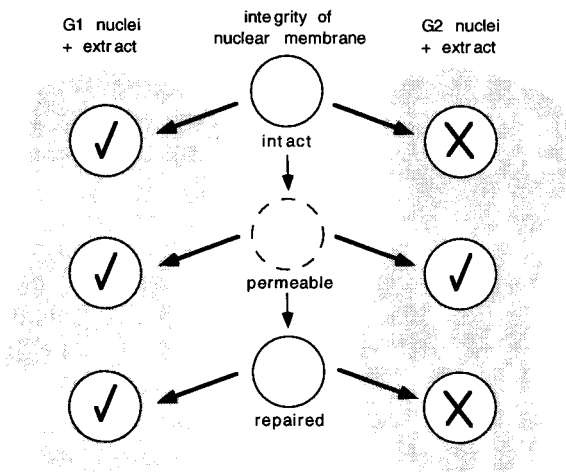 G1 nuclei
+ extract
integrity of
nuclear membrane
G2 nuclei
+ extract
intact
permeable
repaired